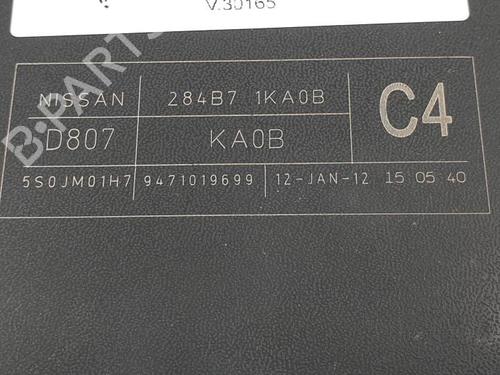 V.30165
B-PARTS
NISSAN 284B7 1KA0B C4
D807 KA0B
5S0JM01H7 9471019699 12-JAN-12 15 05 40